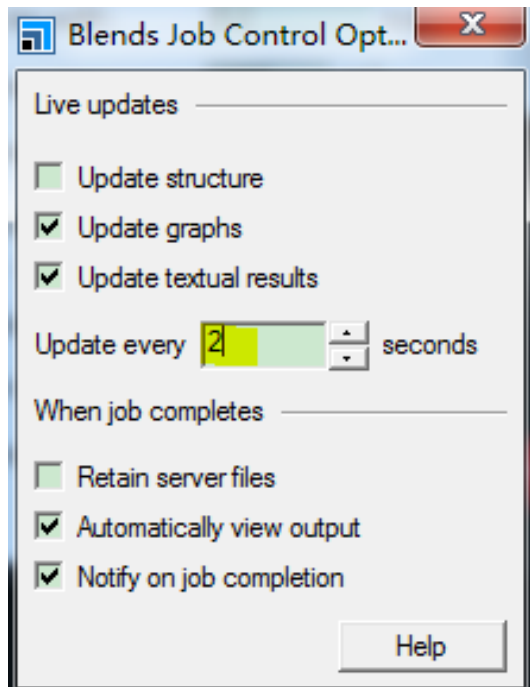 Blends Job Control Opt...
Live updates
Update structure
Update graphs
Update textual results
Update every 2 seconds
When job completes
Retain server files
Automatically view output
Notify on job completion
Help